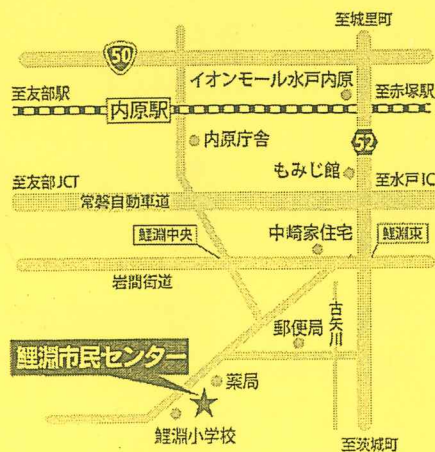 至城里町
50
イオンモール水戸内原
至友部駅
内原駅
至赤塚駅
内原庁舎
52
もみじ館
至友部JCT
常磐自動車道
至水戸IC
鯉淵中央
中崎家住宅
鯉淵東
岩間街道
古矢川
郵便局
鯉淵市民センター
薬局
鯉淵小学校
至茨城町